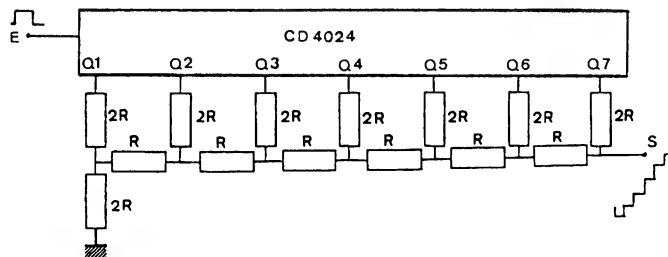 E
CD 4024
Q1 Q2 Q3 Q4 Q5 Q6 Q7
2R 2R 2R 2R 2R 2R 2R
R R R R R R
S
2R